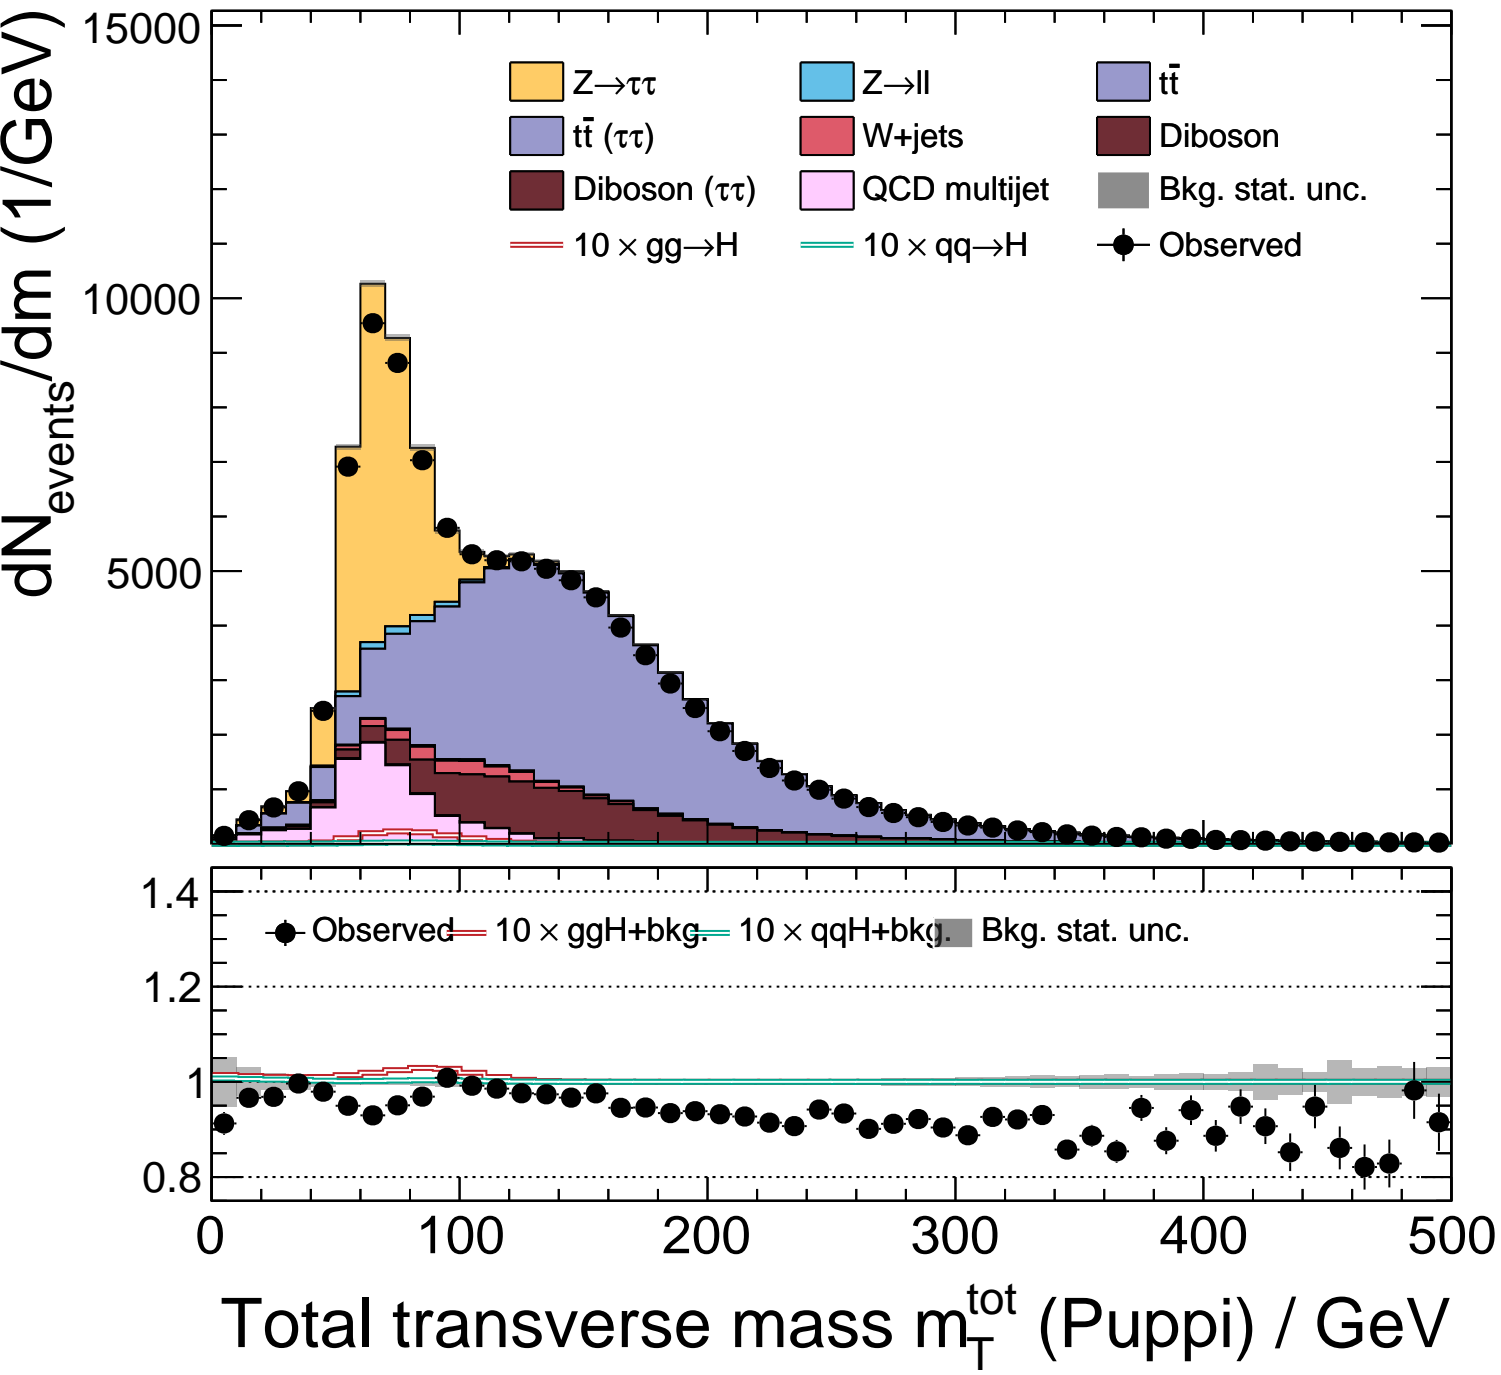 dN_events/dm (1/GeV)
15000
10000
5000
Z→ττ Z→ll tt̄
tt̄ (ττ) W+jets Diboson
Diboson (ττ) QCD multijet Bkg. stat. unc.
10 × gg→H 10 × qq→H Observed
1.4
1.2
1
0.8
Observed 10 × ggH+bkg. 10 × qqH+bkg. Bkg. stat. unc.
0 100 200 300 400 500
Total transverse mass m_T^tot (Puppi) / GeV